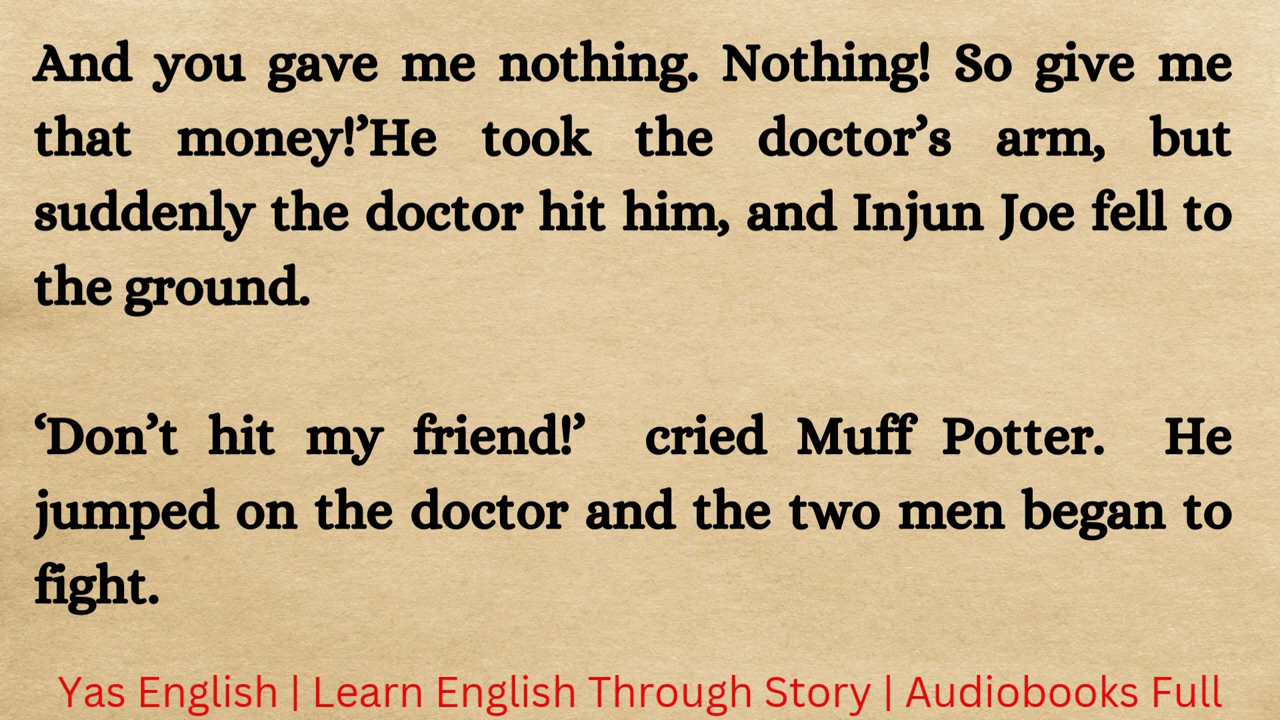 And you gave me nothing. Nothing! So give me
that money!’He took the doctor’s arm, but
suddenly the doctor hit him, and Injun Joe fell to
the ground.
‘Don’t hit my friend!’ cried Muff Potter. He
jumped on the doctor and the two men began to
fight.
Yas English | Learn English Through Story | Audiobooks Full